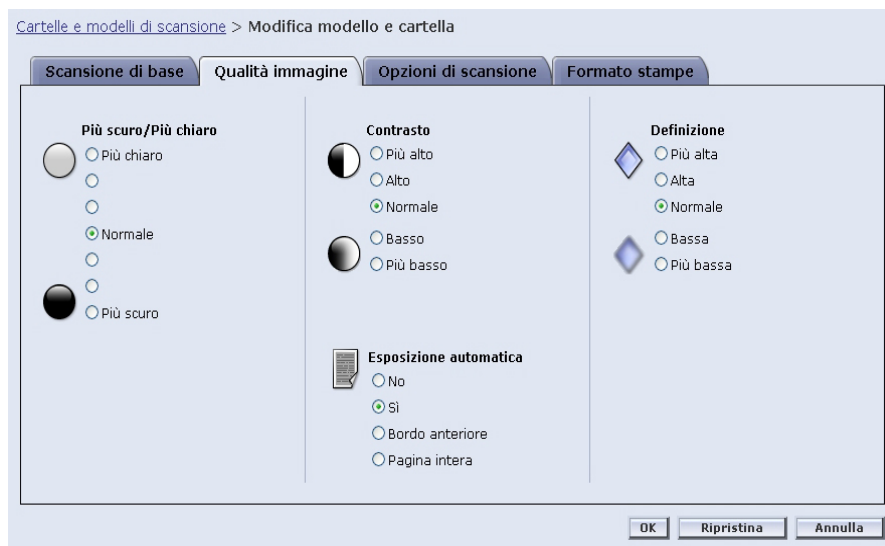 Cartelle e modelli di scansione > Modifica modello e cartella
Scansione di base
Qualità immagine
Opzioni di scansione
Formato stampe
Più scuro/Più chiaro
Più chiaro
Normale
Più scuro
Contrasto
Più alto
Alto
Normale
Basso
Più basso
Esposizione automatica
No
Sì
Bordo anteriore
Pagina intera
Definizione
Più alta
Alta
Normale
Bassa
Più bassa
OK
Ripristina
Annulla